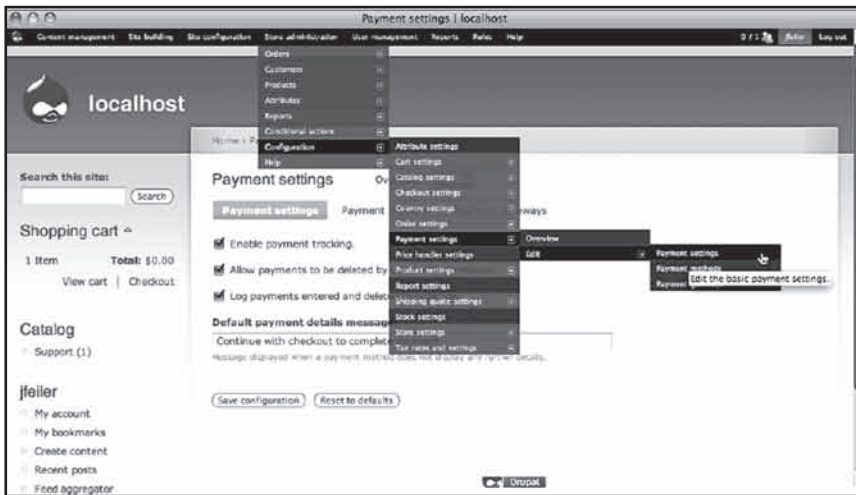 Payment settings | localhost
Content management Site building Site configuration Store administration User management Reports Rules Help 0 / 1 Log out
Orders
Customers
Products
Attributes
Reports
Conditional actions
Configuration
Help
localhost
Home ›
Attribute settings
Cart settings
Catalog settings
Checkout settings
Country settings
Order settings
Payment settings
Price handler settings
Product settings
Report settings
Shipping quote settings
Stock settings
Store settings
Tax rates and settings
Overview
Edit
Payment settings
Payment methods
Payment
Edit the basic payment settings.
Search this site:
Search
Shopping cart
1 Item Total: $0.00
View cart | Checkout
Catalog
Support (1)
jfeiler
My account
My bookmarks
Create content
Recent posts
Feed aggregator
Payment settings
Payment settings Payment
Enable payment tracking.
Allow payments to be deleted by
Log payments entered and
Default payment details message
Continue with checkout to
Message displayed when a payment method does not display any further details.
Save configuration Reset to defaults
Drupal